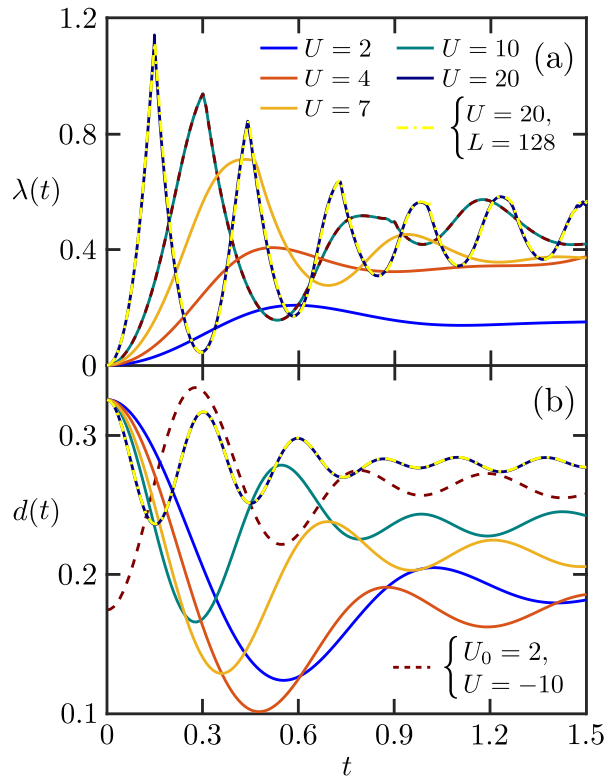 1.2
U = 2
U = 10
(a)
U = 4
U = 20
0.8
U = 7
{ U = 20,
L = 128
λ(t)
0.4
0
(b)
0.3
d(t)
0.2
{ U₀ = 2,
U = −10
0.1
0
0.3
0.6
0.9
1.2
1.5
t